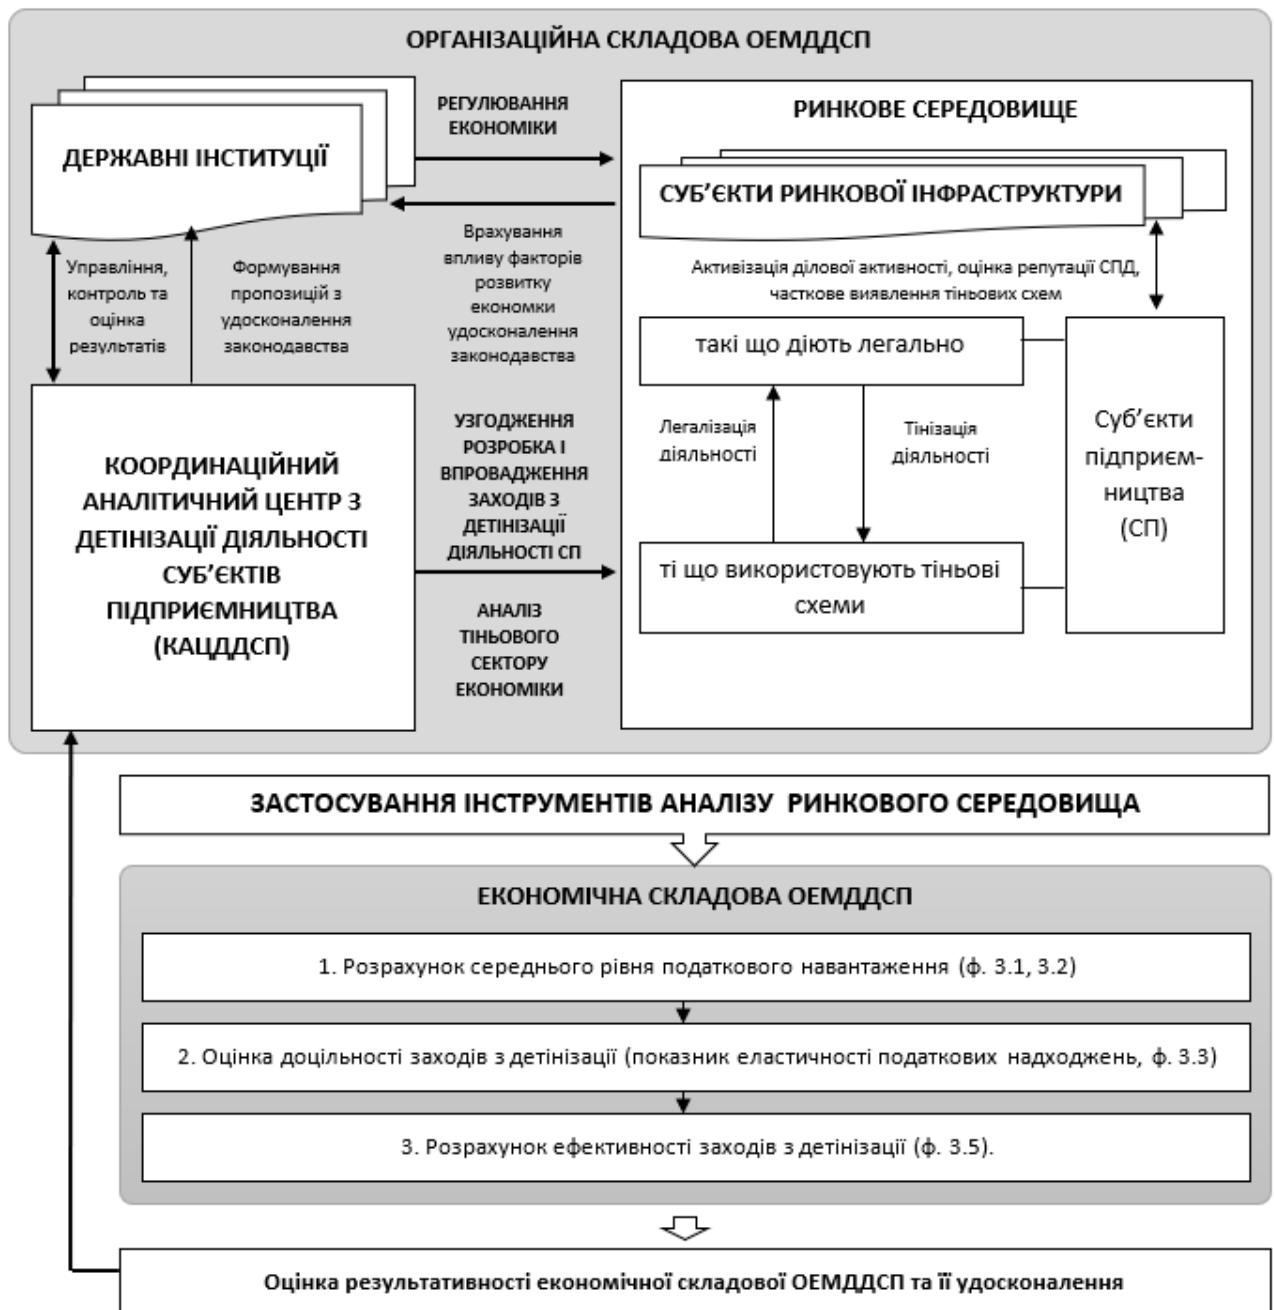 ОРГАНІЗАЦІЙНА СКЛАДОВА ОЕМДДСП
ДЕРЖАВНІ ІНСТИТУЦІЇ
РЕГУЛЮВАННЯ
ЕКОНОМІКИ
РИНКОВЕ СЕРЕДОВИЩЕ
СУБ’ЄКТИ РИНКОВОЇ ІНФРАСТРУКТУРИ
Управління,
контроль та
оцінка
результатів
Формування
пропозицій з
удосконалення
законодавства
Врахування
впливу факторів
розвитку
економки
удосконалення
законодавства
Активізація ділової активності, оцінка репутації СПД,
часткове виявлення тіньових схем
такі що діють легально
Легалізація
діяльності
Тінізація
діяльності
ті що використовують тіньові
схеми
Суб’єкти
підприєм-
ництва
(СП)
КООРДИНАЦІЙНИЙ
АНАЛІТИЧНИЙ ЦЕНТР З
ДЕТІНІЗАЦІЇ ДІЯЛЬНОСТІ
СУБ’ЄКТІВ
ПІДПРИЄМНИЦТВА
(КАЦДДСП)
УЗГОДЖЕННЯ
РОЗРОБКА І
ВПРОВАДЖЕННЯ
ЗАХОДІВ З
ДЕТІНІЗАЦІЇ
ДІЯЛЬНОСТІ СП
АНАЛІЗ
ТІНЬОВОГО
СЕКТОРУ
ЕКОНОМІКИ
ЗАСТОСУВАННЯ ІНСТРУМЕНТІВ АНАЛІЗУ РИНКОВОГО СЕРЕДОВИЩА
ЕКОНОМІЧНА СКЛАДОВА ОЕМДДСП
1. Розрахунок середнього рівня податкового навантаження (ф. 3.1, 3.2)
2. Оцінка доцільності заходів з детінізації (показник еластичності податкових надходжень, ф. 3.3)
3. Розрахунок ефективності заходів з детінізації (ф. 3.5).
Оцінка результативності економічної складової ОЕМДДСП та її удосконалення